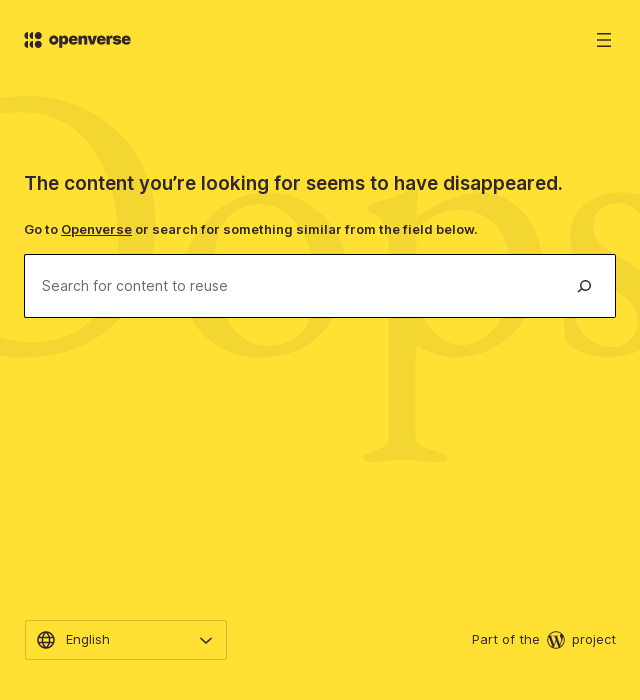 openverse
Oops
The content you’re looking for seems to have disappeared.
Go to Openverse or search for something similar from the field below.
Search for content to reuse
English
Part of the W project